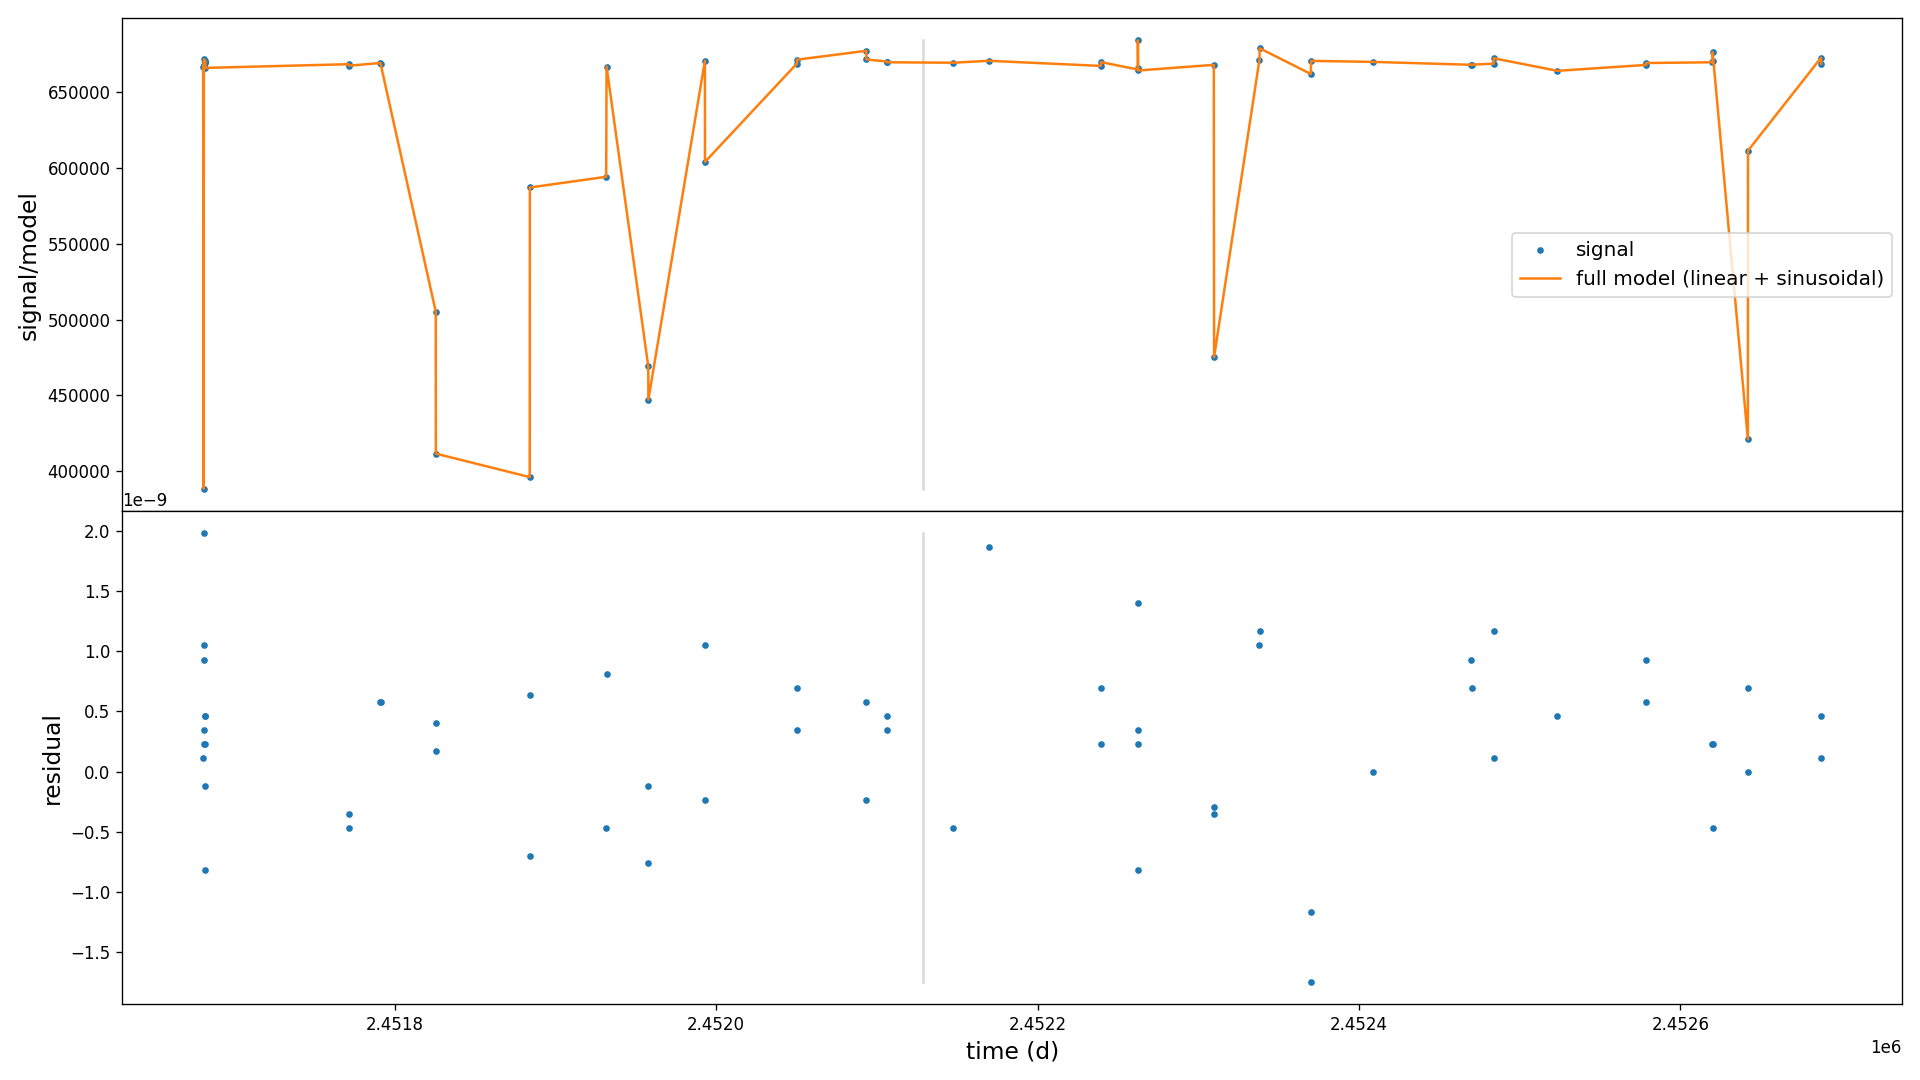 signal/model
650000
600000
550000
500000
450000
400000
signal
full model (linear + sinusoidal)
1e−9
residual
2.0
1.5
1.0
0.5
0.0
−0.5
−1.0
−1.5
2.4518
2.4520
2.4522
2.4524
2.4526
time (d)
1e6